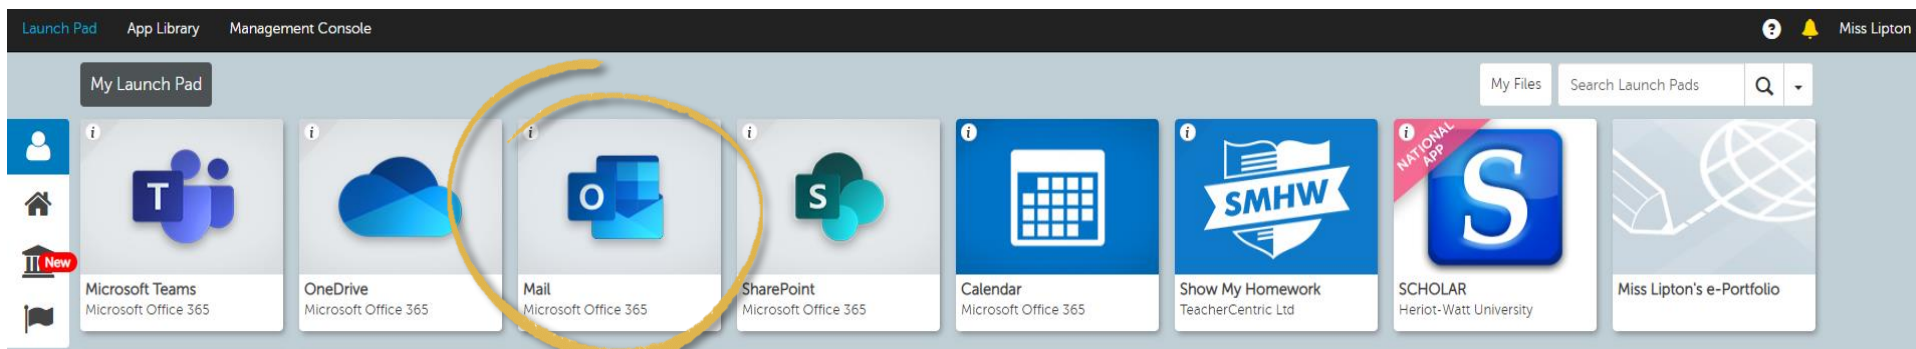 Launch Pad App Library Management Console ? Miss Lipton
My Launch Pad My Files Search Launch Pads
i i i i i i i
NATIONAL APP
T O S SMHW S
New
Microsoft Teams OneDrive Mail SharePoint Calendar Show My Homework SCHOLAR Miss Lipton's e-Portfolio
Microsoft Office 365 Microsoft Office 365 Microsoft Office 365 Microsoft Office 365 Microsoft Office 365 TeacherCentric Ltd Heriot-Watt University